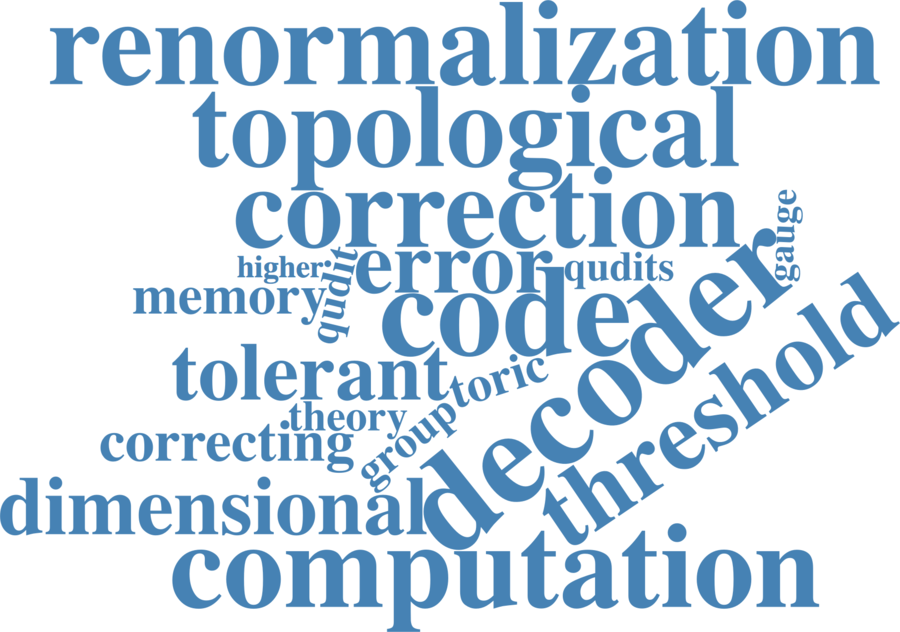 renormalization
topological
correction
gauge
error
higher
qudits
qudit
memory
code
decoder
threshold
tolerant
toric
theory
group
correcting
dimensional
computation